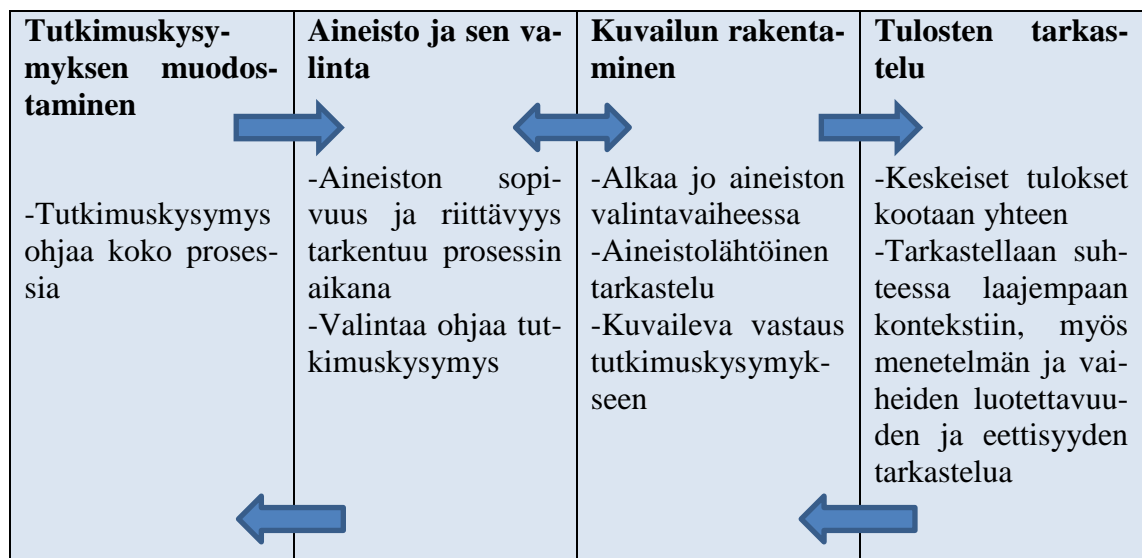 Tutkimuskysy-
myksen muodos-
taminen
-Tutkimuskysymys
ohjaa koko proses-
sia
Aineisto ja sen va-
linta
-Aineiston sopi-
vuus ja riittävyys
tarkentuu prosessin
aikana
-Valintaa ohjaa tut-
kimuskysymys
Kuvailun rakenta-
minen
-Alkaa jo aineiston
valintavaiheessa
-Aineistolähtöinen
tarkastelu
-Kuvaileva vastaus
tutkimuskysymyk-
seen
Tulosten tarkas-
telu
-Keskeiset tulokset
kootaan yhteen
-Tarkastellaan suh-
teessa laajempaan
kontekstiin, myös
menetelmän ja vai-
heiden luotettavuu-
den ja eettisyyden
tarkastelua